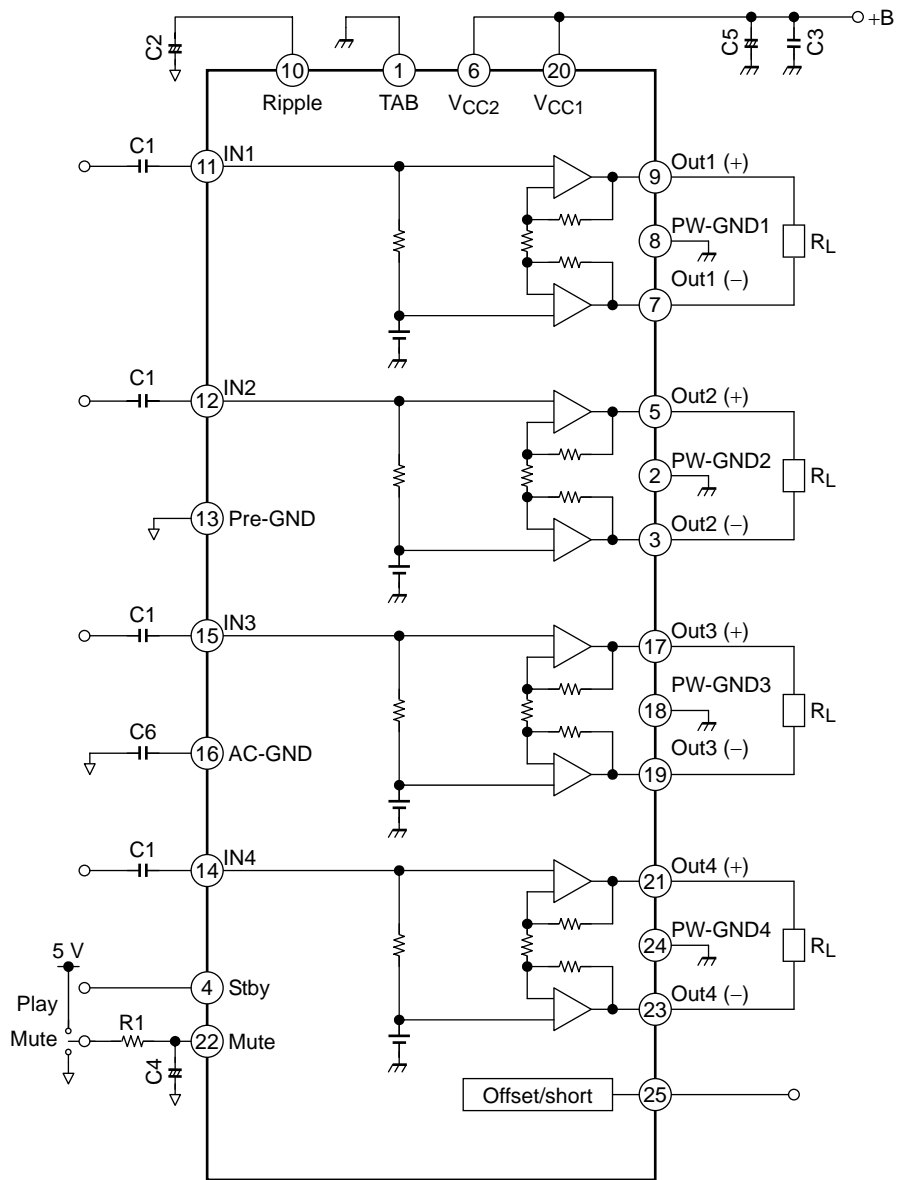 +B
C2
C5
C3
10
1
6
20
Ripple
TAB
VCC2
VCC1
C1
11
IN1
9
Out1 (+)
8
PW-GND1
RL
7
Out1 (−)
C1
12
IN2
5
Out2 (+)
2
PW-GND2
RL
13
Pre-GND
3
Out2 (−)
C1
15
IN3
17
Out3 (+)
18
PW-GND3
RL
C6
16
AC-GND
19
Out3 (−)
C1
14
IN4
21
Out4 (+)
24
PW-GND4
RL
5 V
4
Stby
23
Out4 (−)
Play
Mute
R1
22
Mute
C4
Offset/short
25